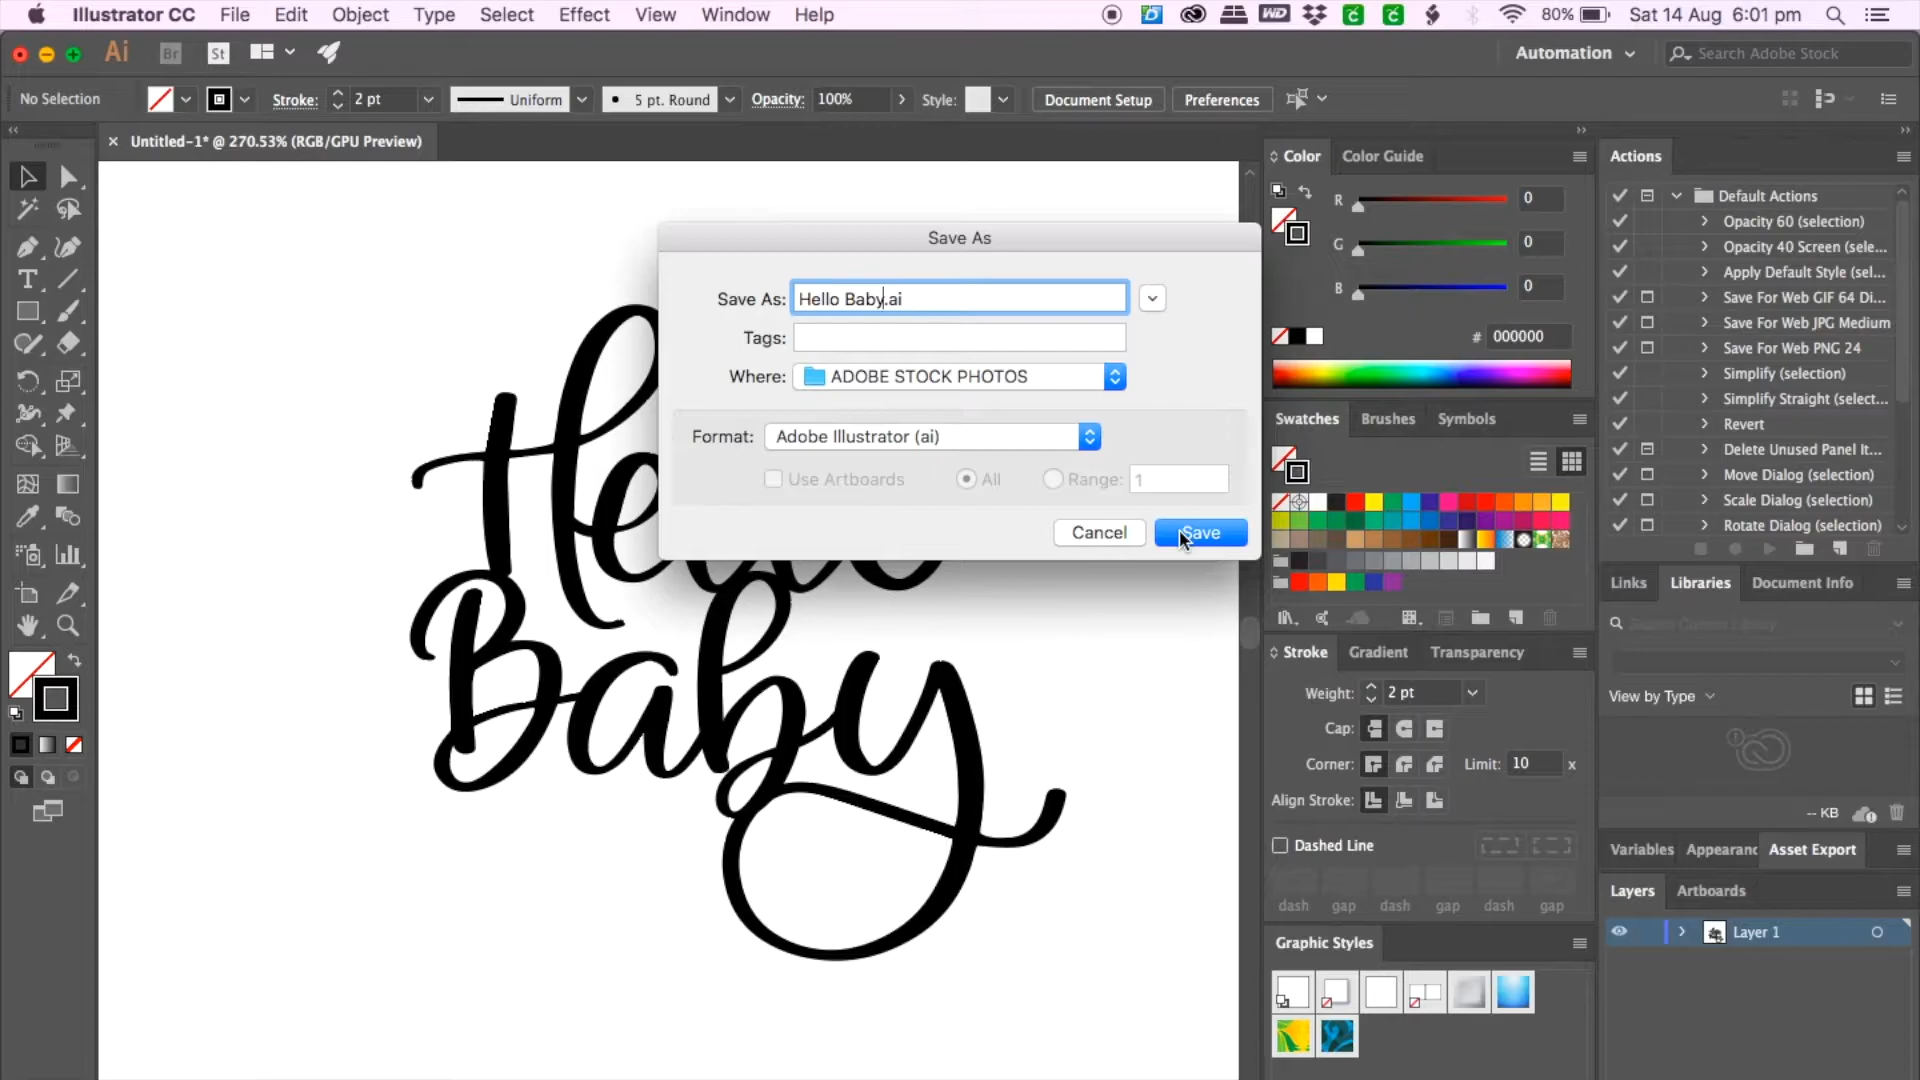 Illustrator CC File Edit Object Type Select Effect View Window Help
80% Sat 14 Aug 6:01 pm
Ai Br St
Automation
Search Adobe Stock
No Selection Stroke: 2 pt Uniform 5 pt. Round Opacity: 100% Style: Document Setup Preferences
Untitled-1* @ 270.53% (RGB/GPU Preview)
Save As
Save As: Hello Baby.ai
Tags:
Where: ADOBE STOCK PHOTOS
Format: Adobe Illustrator (ai)
Use Artboards All Range: 1
Cancel Save
Hello
Baby
Color Color Guide
R 0
G 0
B 0
# 000000
Swatches Brushes Symbols
Stroke Gradient Transparency
Weight: 2 pt
Cap:
Corner: Limit: 10 x
Align Stroke:
Dashed Line
dash gap dash gap dash gap
Graphic Styles
Actions
Default Actions
Opacity 60 (selection)
Opacity 40 Screen (sele...
Apply Default Style (sel...
Save For Web GIF 64 Di...
Save For Web JPG Medium
Save For Web PNG 24
Simplify (selection)
Simplify Straight (select...
Revert
Delete Unused Panel It...
Move Dialog (selection)
Scale Dialog (selection)
Rotate Dialog (selection)
Links Libraries Document Info
View by Type
-- KB
Variables Appearanc Asset Export
Layers Artboards
Layer 1